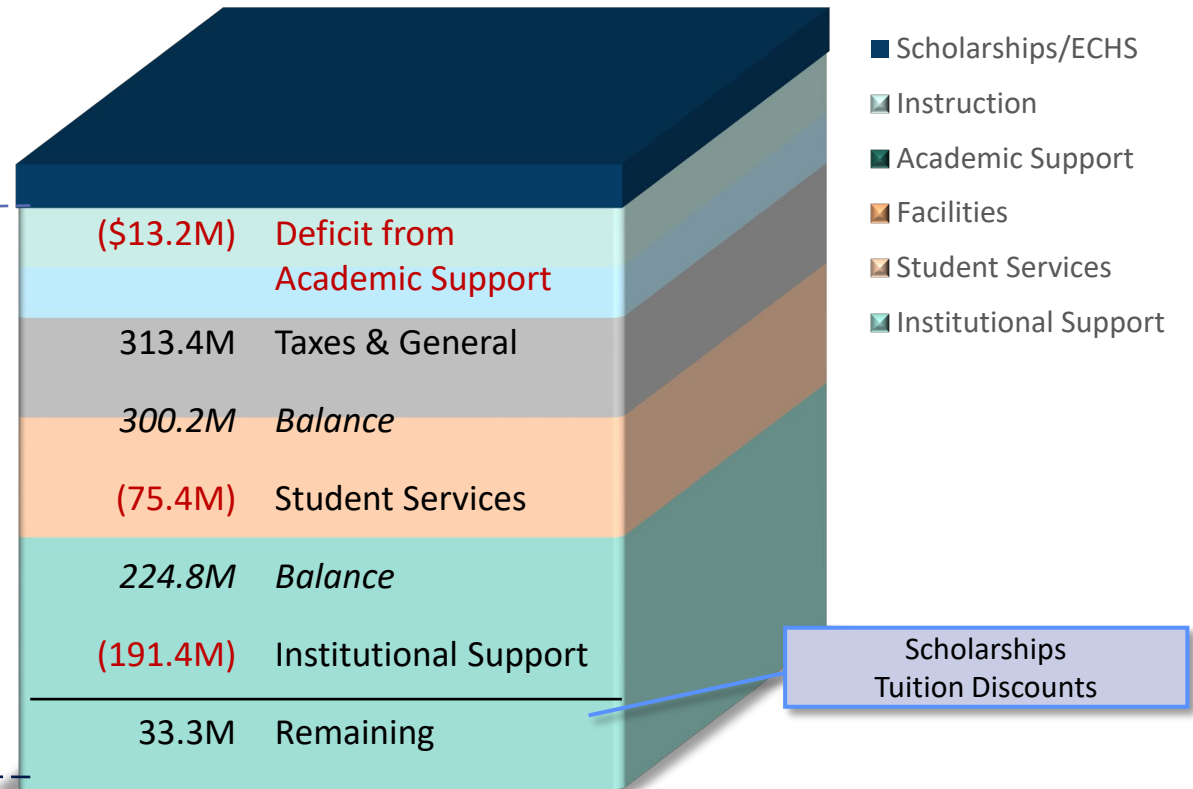 ($13.2M) Deficit from
Academic Support
313.4M Taxes & General
300.2M Balance
(75.4M) Student Services
224.8M Balance
(191.4M) Institutional Support
33.3M Remaining
Scholarships
Tuition Discounts
Scholarships/ECHS
Instruction
Academic Support
Facilities
Student Services
Institutional Support